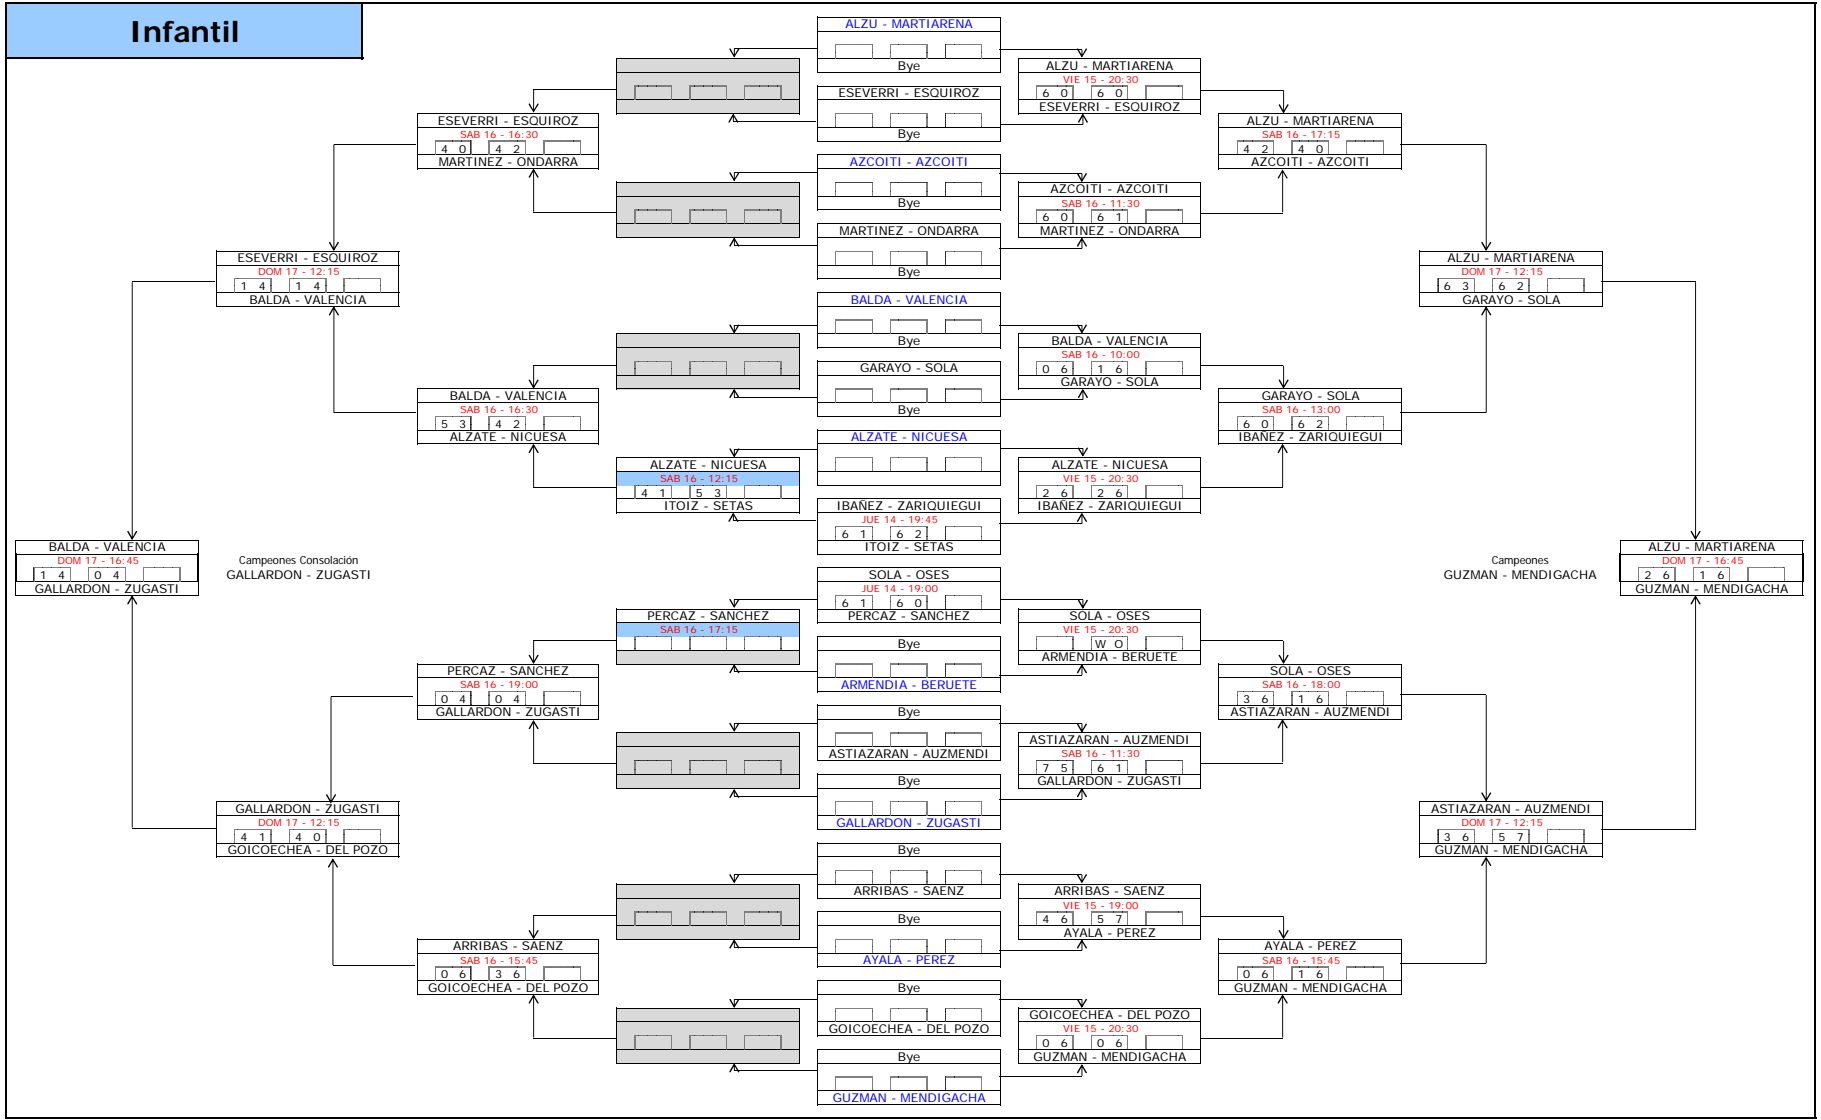 Infantil
ALZU - MARTIARENA
Bye
ESEVERRI - ESQUIROZ
Bye
AZCOITI - AZCOITI
Bye
MARTINEZ - ONDARRA
Bye
BALDA - VALENCIA
Bye
GARAYO - SOLA
Bye
ALZATE - NICUESA
IBAÑEZ - ZARIQUIEGUI
JUE 14 - 19:45
6 1 6 2
ITOIZ - SETAS
SOLA - OSES
JUE 14 - 19:00
6 1 6 0
PERCAZ - SANCHEZ
Bye
ARMENDIA - BERUETE
Bye
ASTIAZARAN - AUZMENDI
Bye
GALLARDON - ZUGASTI
Bye
ARRIBAS - SAENZ
Bye
AYALA - PEREZ
Bye
GOICOECHEA - DEL POZO
Bye
GUZMAN - MENDIGACHA
ALZU - MARTIARENA
VIE 15 - 20:30
6 0 6 0
ESEVERRI - ESQUIROZ
AZCOITI - AZCOITI
SAB 16 - 11:30
6 0 6 1
MARTINEZ - ONDARRA
BALDA - VALENCIA
SAB 16 - 10:00
0 6 1 6
GARAYO - SOLA
ALZATE - NICUESA
VIE 15 - 20:30
2 6 2 6
IBAÑEZ - ZARIQUIEGUI
SOLA - OSES
VIE 15 - 20:30
W O
ARMENDIA - BERUETE
ASTIAZARAN - AUZMENDI
SAB 16 - 11:30
7 5 6 1
GALLARDON - ZUGASTI
ARRIBAS - SAENZ
VIE 15 - 19:00
4 6 5 7
AYALA - PEREZ
GOICOECHEA - DEL POZO
VIE 15 - 20:30
0 6 0 6
GUZMAN - MENDIGACHA
ALZU - MARTIARENA
SAB 16 - 17:15
4 2 4 0
AZCOITI - AZCOITI
GARAYO - SOLA
SAB 16 - 13:00
6 0 6 2
IBAÑEZ - ZARIQUIEGUI
SOLA - OSES
SAB 16 - 18:00
3 6 1 6
ASTIAZARAN - AUZMENDI
AYALA - PEREZ
SAB 16 - 15:45
0 6 1 6
GUZMAN - MENDIGACHA
ALZU - MARTIARENA
DOM 17 - 12:15
6 3 6 2
GARAYO - SOLA
ASTIAZARAN - AUZMENDI
DOM 17 - 12:15
3 6 5 7
GUZMAN - MENDIGACHA
ALZU - MARTIARENA
DOM 17 - 16:45
2 6 1 6
GUZMAN - MENDIGACHA
Campeones
GUZMAN - MENDIGACHA
ALZATE - NICUESA
SAB 16 - 12:15
4 1 5 3
ITOIZ - SETAS
PERCAZ - SANCHEZ
SAB 16 - 17:15
ESEVERRI - ESQUIROZ
SAB 16 - 16:30
4 0 4 2
MARTINEZ - ONDARRA
BALDA - VALENCIA
SAB 16 - 16:30
5 3 4 2
ALZATE - NICUESA
PERCAZ - SANCHEZ
SAB 16 - 19:00
0 4 0 4
GALLARDON - ZUGASTI
ARRIBAS - SAENZ
SAB 16 - 15:45
0 6 3 6
GOICOECHEA - DEL POZO
ESEVERRI - ESQUIROZ
DOM 17 - 12:15
1 4 1 4
BALDA - VALENCIA
GALLARDON - ZUGASTI
DOM 17 - 12:15
4 1 4 0
GOICOECHEA - DEL POZO
BALDA - VALENCIA
DOM 17 - 16:45
1 4 0 4
GALLARDON - ZUGASTI
Campeones Consolación
GALLARDON - ZUGASTI